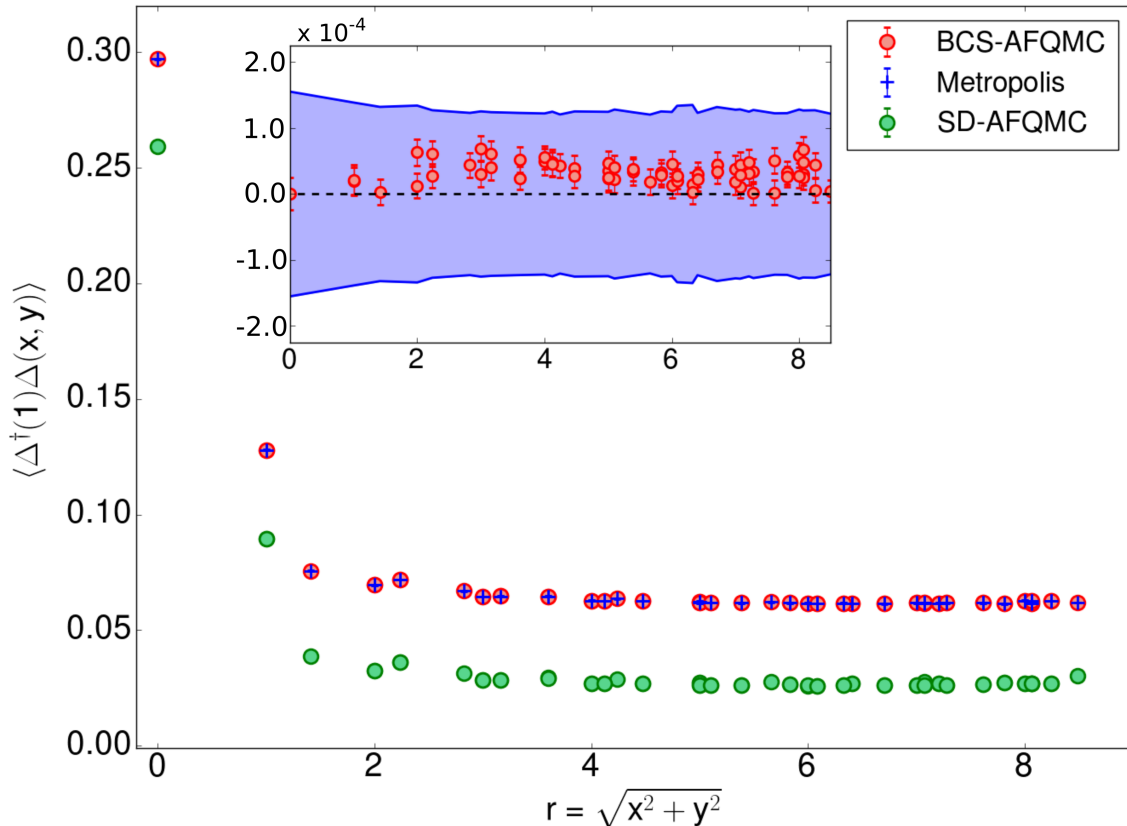 x 10⁻⁴
2.0
1.0
0.0
-1.0
-2.0
0 2 4 6 8
BCS-AFQMC
Metropolis
SD-AFQMC
0.30
0.25
0.20
0.15
0.10
0.05
0.00
0 2 4 6 8
⟨Δ†(1)Δ(x, y)⟩
r = √x² + y²